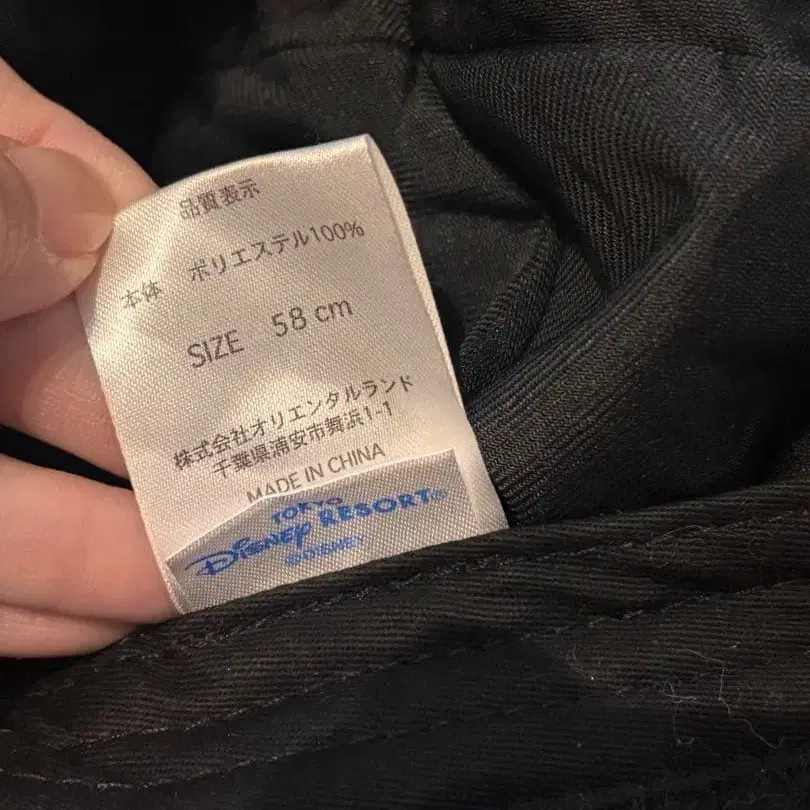 品質表示
本体 ポリエステル100%
SIZE 58 cm
株式会社オリエンタルランド
千葉県浦安市舞浜1-1
MADE IN CHINA
TOKYO
DISNEY RESORT®
©DISNEY